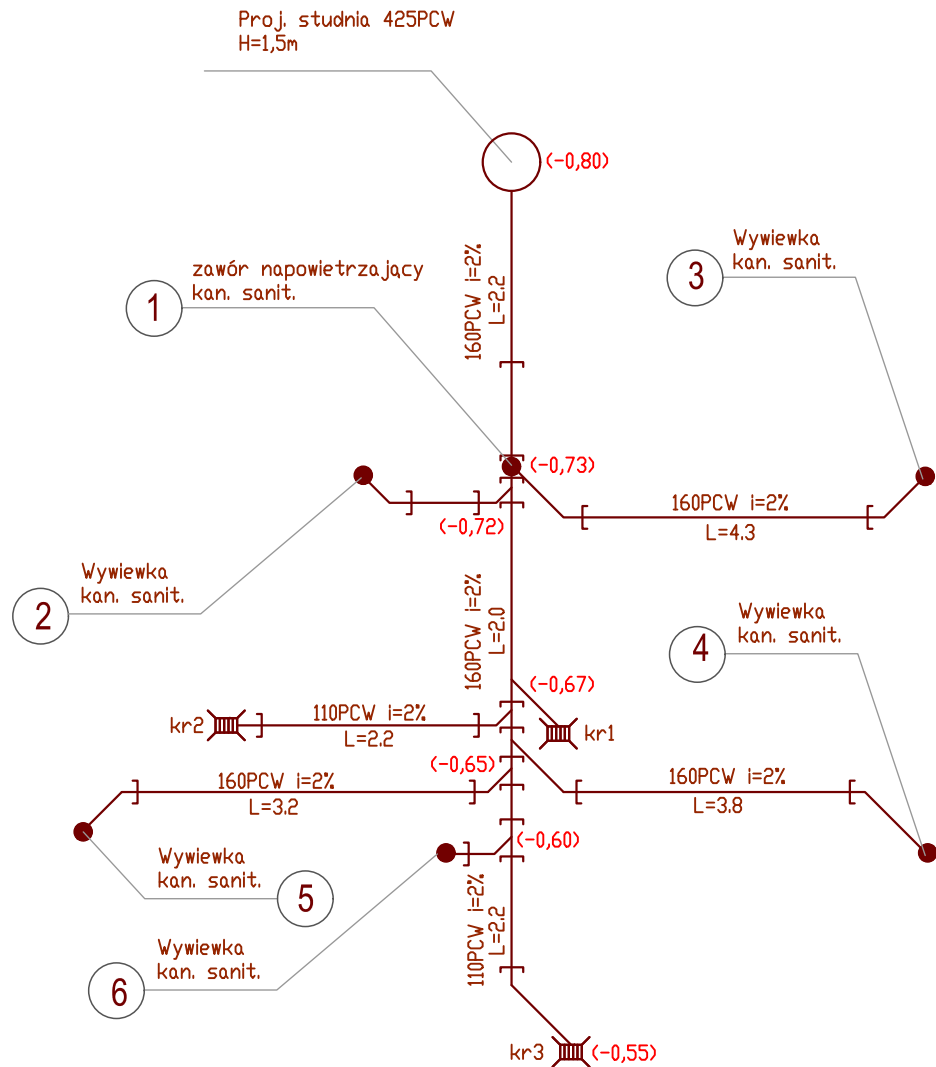 Proj. studnia 425PCW
H=1,5m
(-0,80)
160PCW i=2%
L=2.2
zawór napowietrzający
kan. sanit.
1
Wywiewka
kan. sanit.
3
(-0,73)
(-0,72)
160PCW i=2%
L=4.3
Wywiewka
kan. sanit.
2
160PCW i=2%
L=2.0
Wywiewka
kan. sanit.
4
(-0,67)
kr2
110PCW i=2%
L=2.2
kr1
(-0,65)
160PCW i=2%
L=3.2
160PCW i=2%
L=3.8
(-0,60)
Wywiewka
kan. sanit.
5
110PCW i=2%
L=2.2
Wywiewka
kan. sanit.
6
kr3
(-0,55)